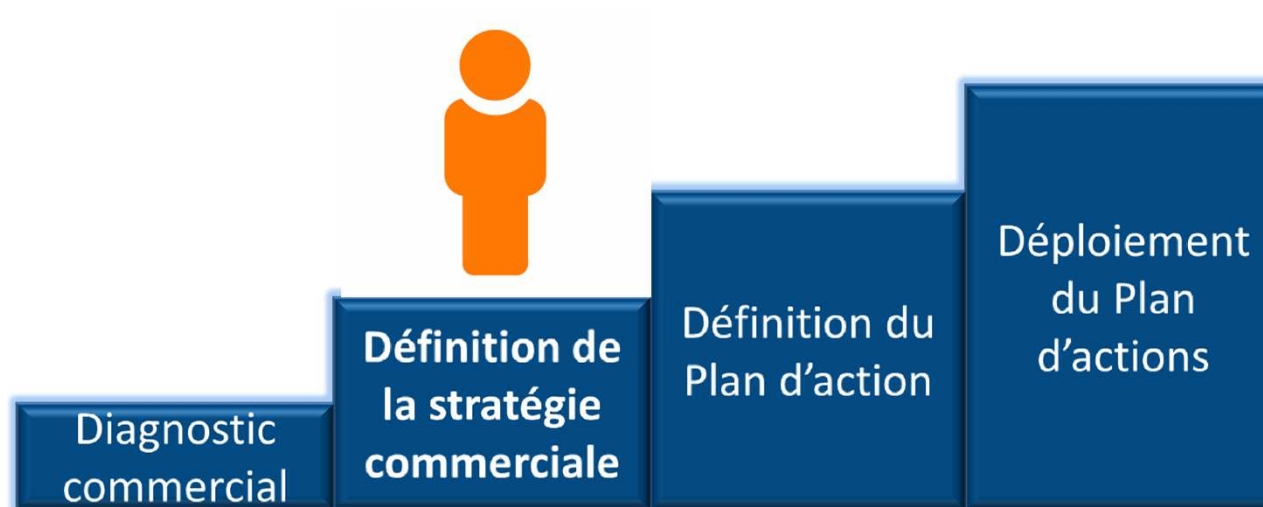 Diagnostic
commercial
Définition de
la stratégie
commerciale
Définition du
Plan d’action
Déploiement
du Plan
d’actions